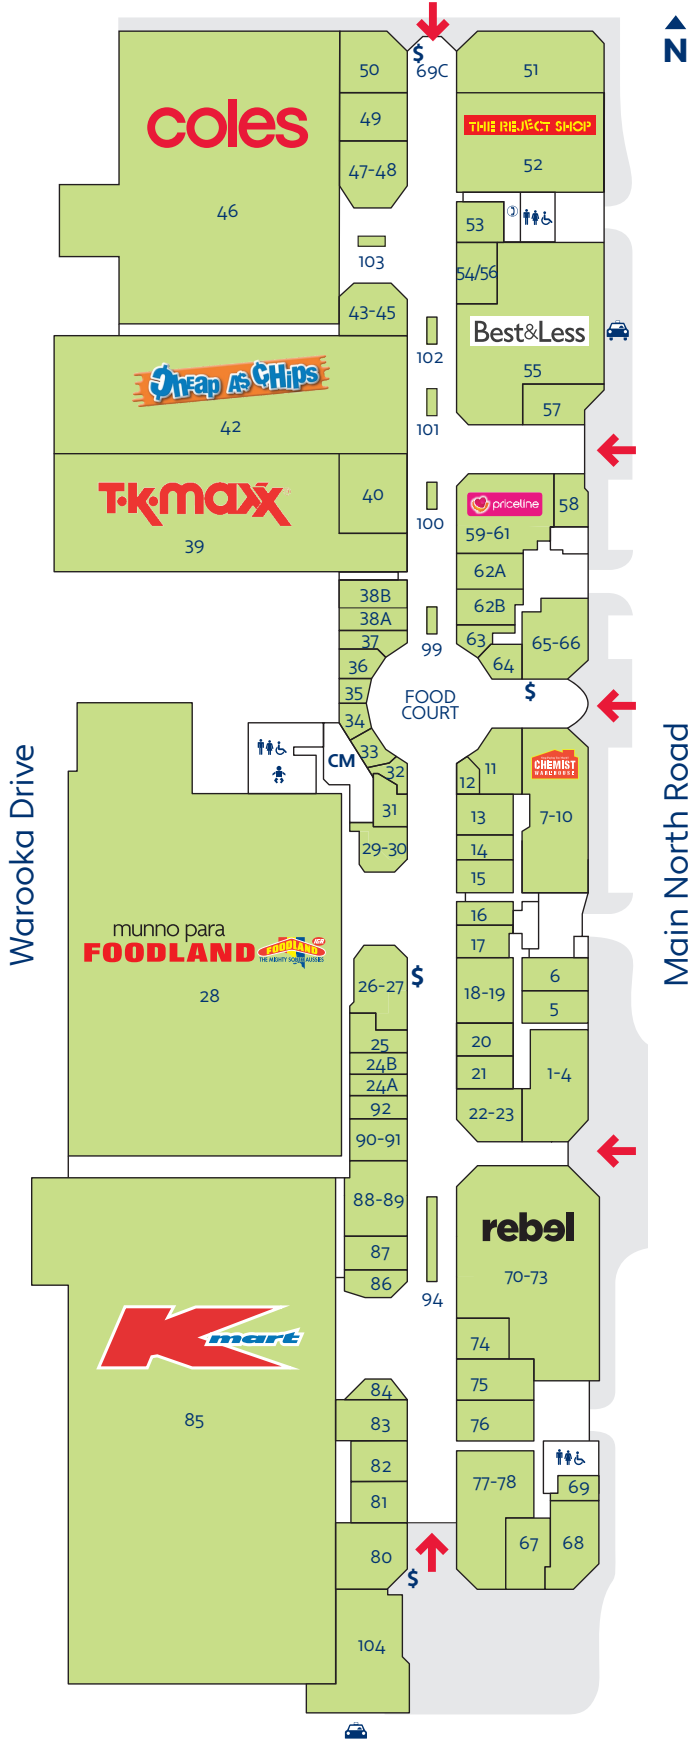 N
$
69C
50
51
coles
49
THE REJECT SHOP
47-48
52
46
53
103
54/56
43-45
Best&Less
102
55
Cheap AS CHips
57
42
101
T·K·maxx
40
priceline
58
100
59-61
39
62A
38B
62B
38A
37
63
65-66
99
36
64
35
$
FOOD
COURT
34
33
CM
32
11
CHEMIST
WAREHOUSE
12
31
13
7-10
29-30
14
15
Warooka Drive
Main North Road
16
munno para
FOODLAND
FOODLAND
IGA
THE MIGHTY SOUTH AUSSIES
17
26-27
$
6
28
18-19
5
25
20
24B
21
1-4
24A
92
22-23
90-91
88-89
rebel
87
70-73
86
94
Kmart
74
84
75
85
83
76
82
77-78
81
69
67
68
80
$
104